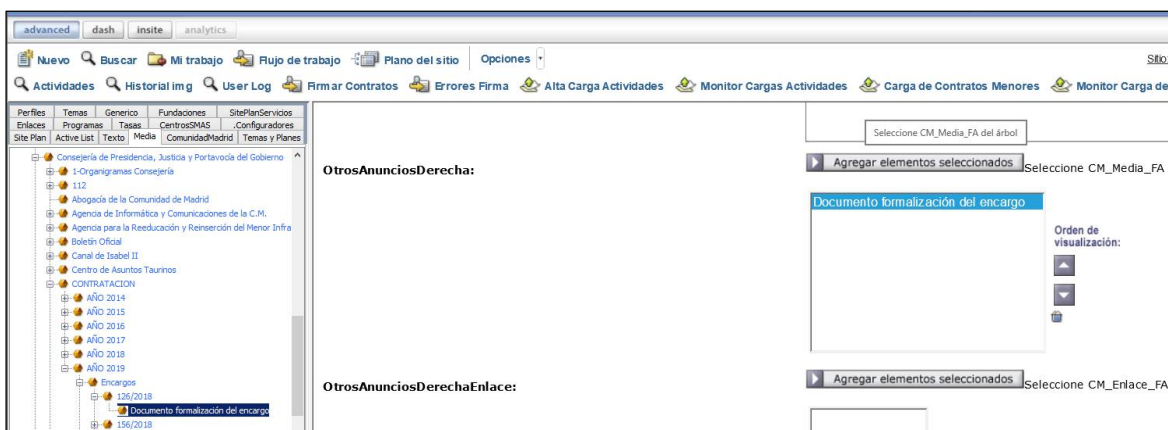 advanced dash insite analytics
Nuevo Buscar Mi trabajo Flujo de trabajo Plano del sitio Opciones Sitio
Actividades Historial img User Log Firmar Contratos Errores Firma Alta Carga Actividades Monitor Cargas Actividades Carga de Contratos Menores Monitor Carga de
Perfiles Temas Generico Fundaciones SitePlanServicios
Enlaces Programas Tasas CentrosSMAS .Configuradores
Site Plan Active List Texto Media ComunidadMadrid Temas y Planes
Consejería de Presidencia, Justicia y Portavocía del Gobierno
1-Organigramas Consejería
112
Abogacía de la Comunidad de Madrid
Agencia de Informática y Comunicaciones de la C.M.
Agencia para la Reeducación y Reinserción del Menor Infra
Boletín Oficial
Canal de Isabel II
Centro de Asuntos Taurinos
CONTRATACION
AÑO 2014
AÑO 2015
AÑO 2016
AÑO 2017
AÑO 2018
AÑO 2019
Encargos
126/2018
Documento formalización del encargo
156/2018
Seleccione CM_Media_FA del árbol
OtrosAnunciosDerecha:
Agregar elementos seleccionados Seleccione CM_Media_FA
Documento formalización del encargo
Orden de
visualización:
OtrosAnunciosDerechaEnlace:
Agregar elementos seleccionados Seleccione CM_Enlace_FA